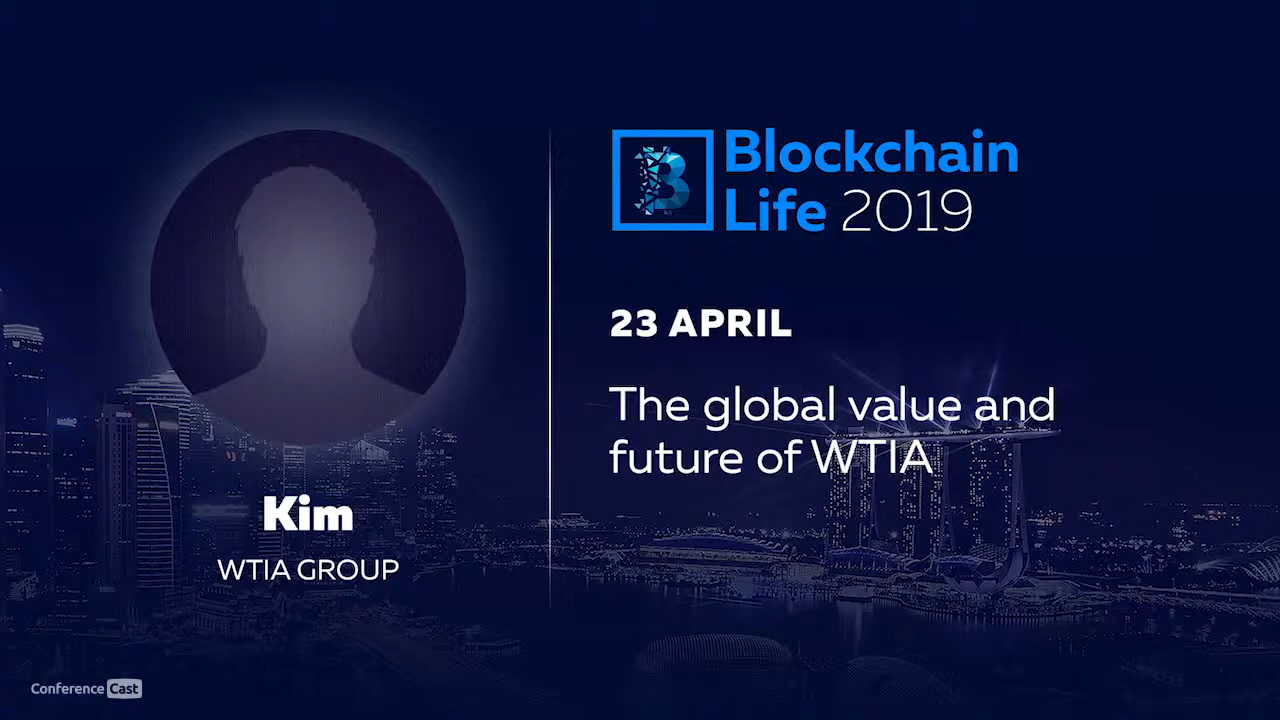 Kim
WTIA GROUP
Blockchain
Life 2019
23 APRIL
The global value and
future of WTIA
Conference Cast